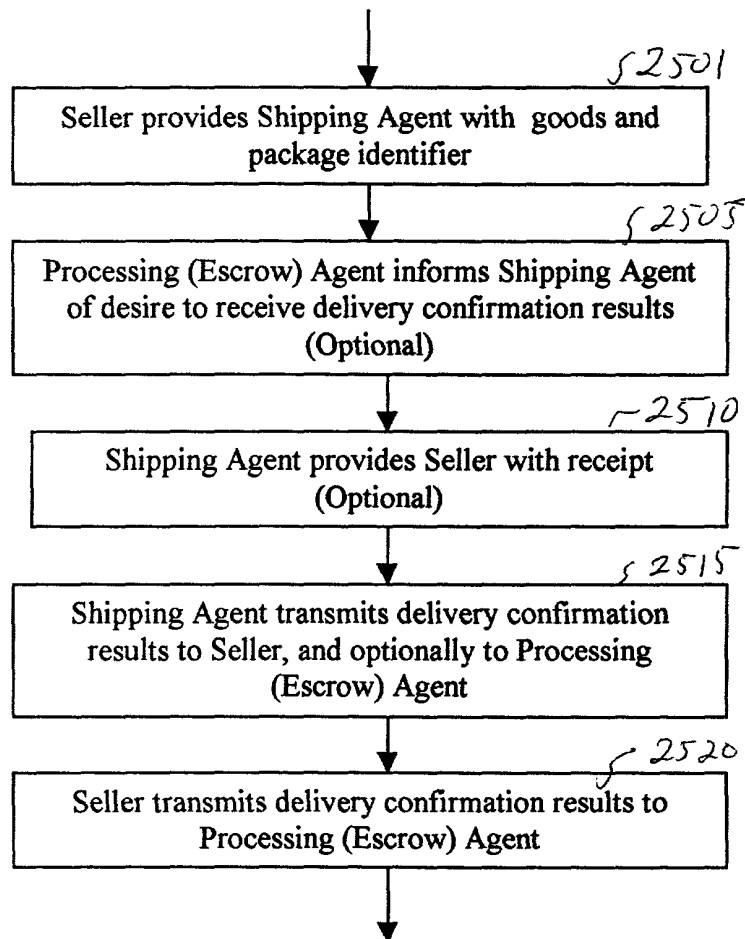 2501
Seller provides Shipping Agent with goods and
package identifier
2505
Processing (Escrow) Agent informs Shipping Agent
of desire to receive delivery confirmation results
(Optional)
2510
Shipping Agent provides Seller with receipt
(Optional)
2515
Shipping Agent transmits delivery confirmation
results to Seller, and optionally to Processing
(Escrow) Agent
2520
Seller transmits delivery confirmation results to
Processing (Escrow) Agent